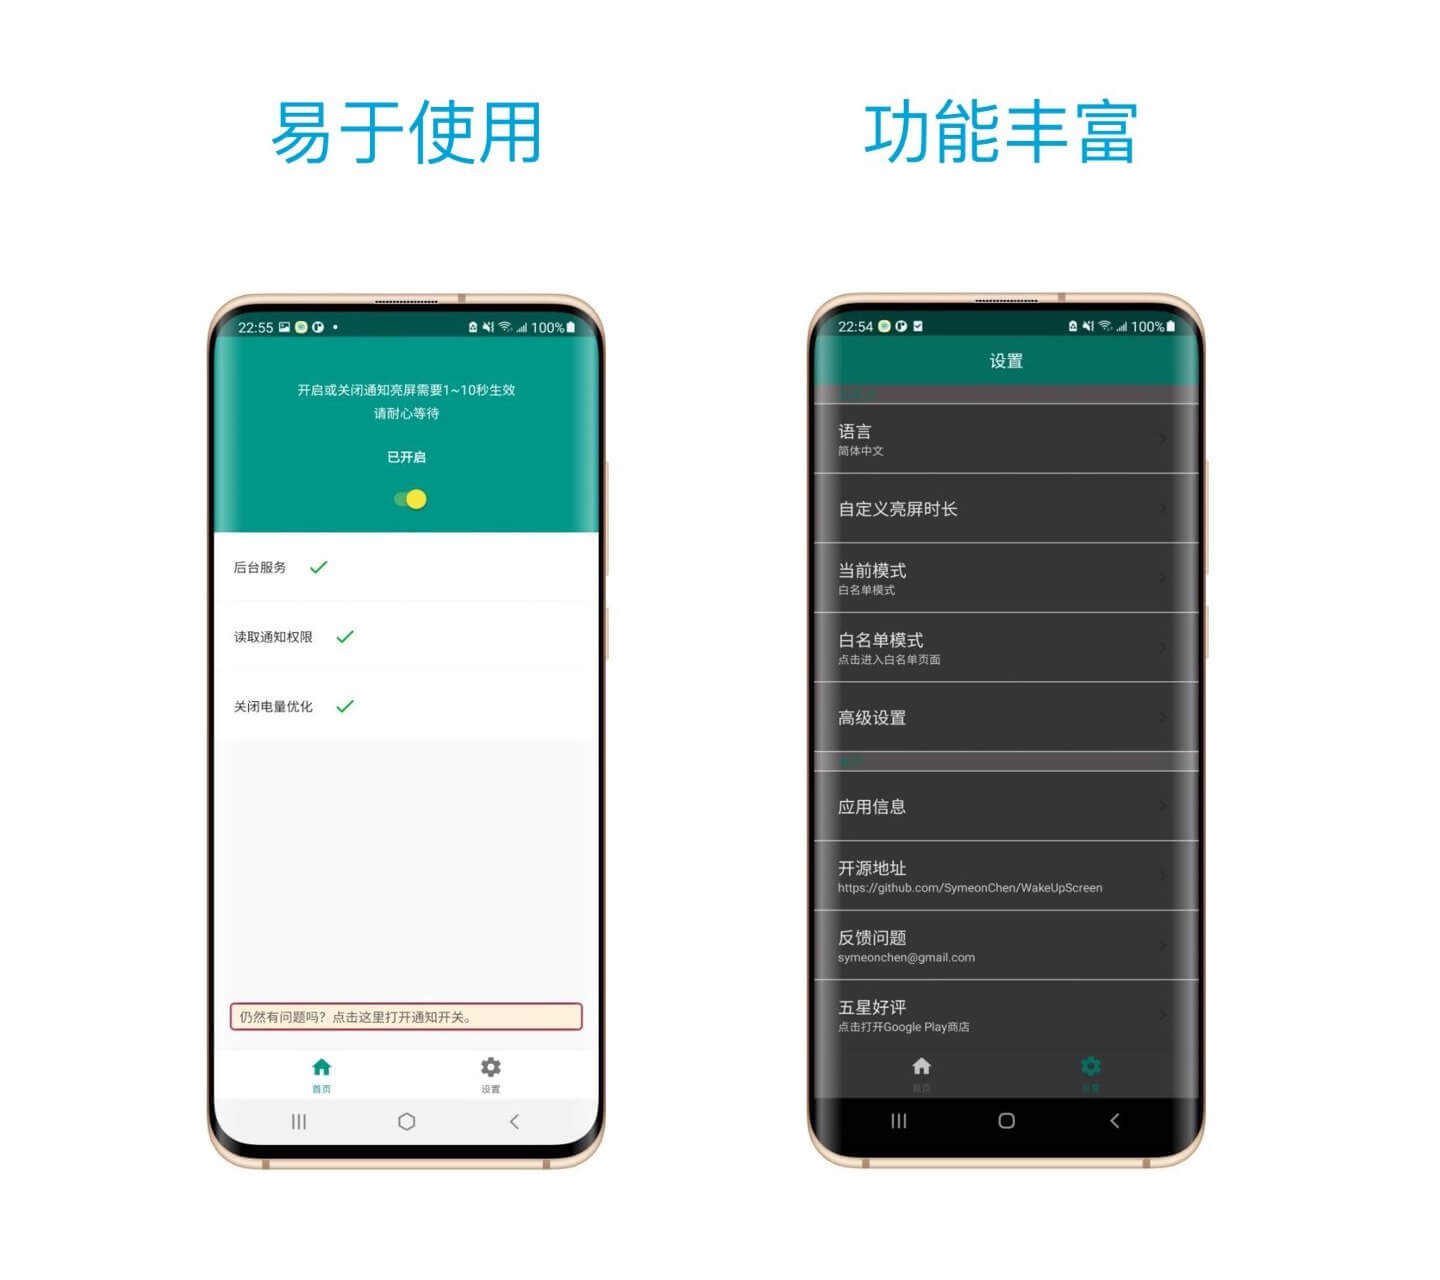 易于使用
22:55
100%
开启或关闭通知亮屏需要1~10秒生效
请耐心等待
已开启
后台服务
读取通知权限
关闭电量优化
仍然有问题吗？点击这里打开通知开关。
首页
设置
功能丰富
22:54
100%
设置
语言
简体中文
自定义亮屏时长
当前模式
白名单模式
白名单模式
点击进入白名单页面
高级设置
应用信息
开源地址
https://github.com/SymeonChen/WakeUpScreen
反馈问题
symeonchen@gmail.com
五星好评
点击打开Google Play商店
首页
设置